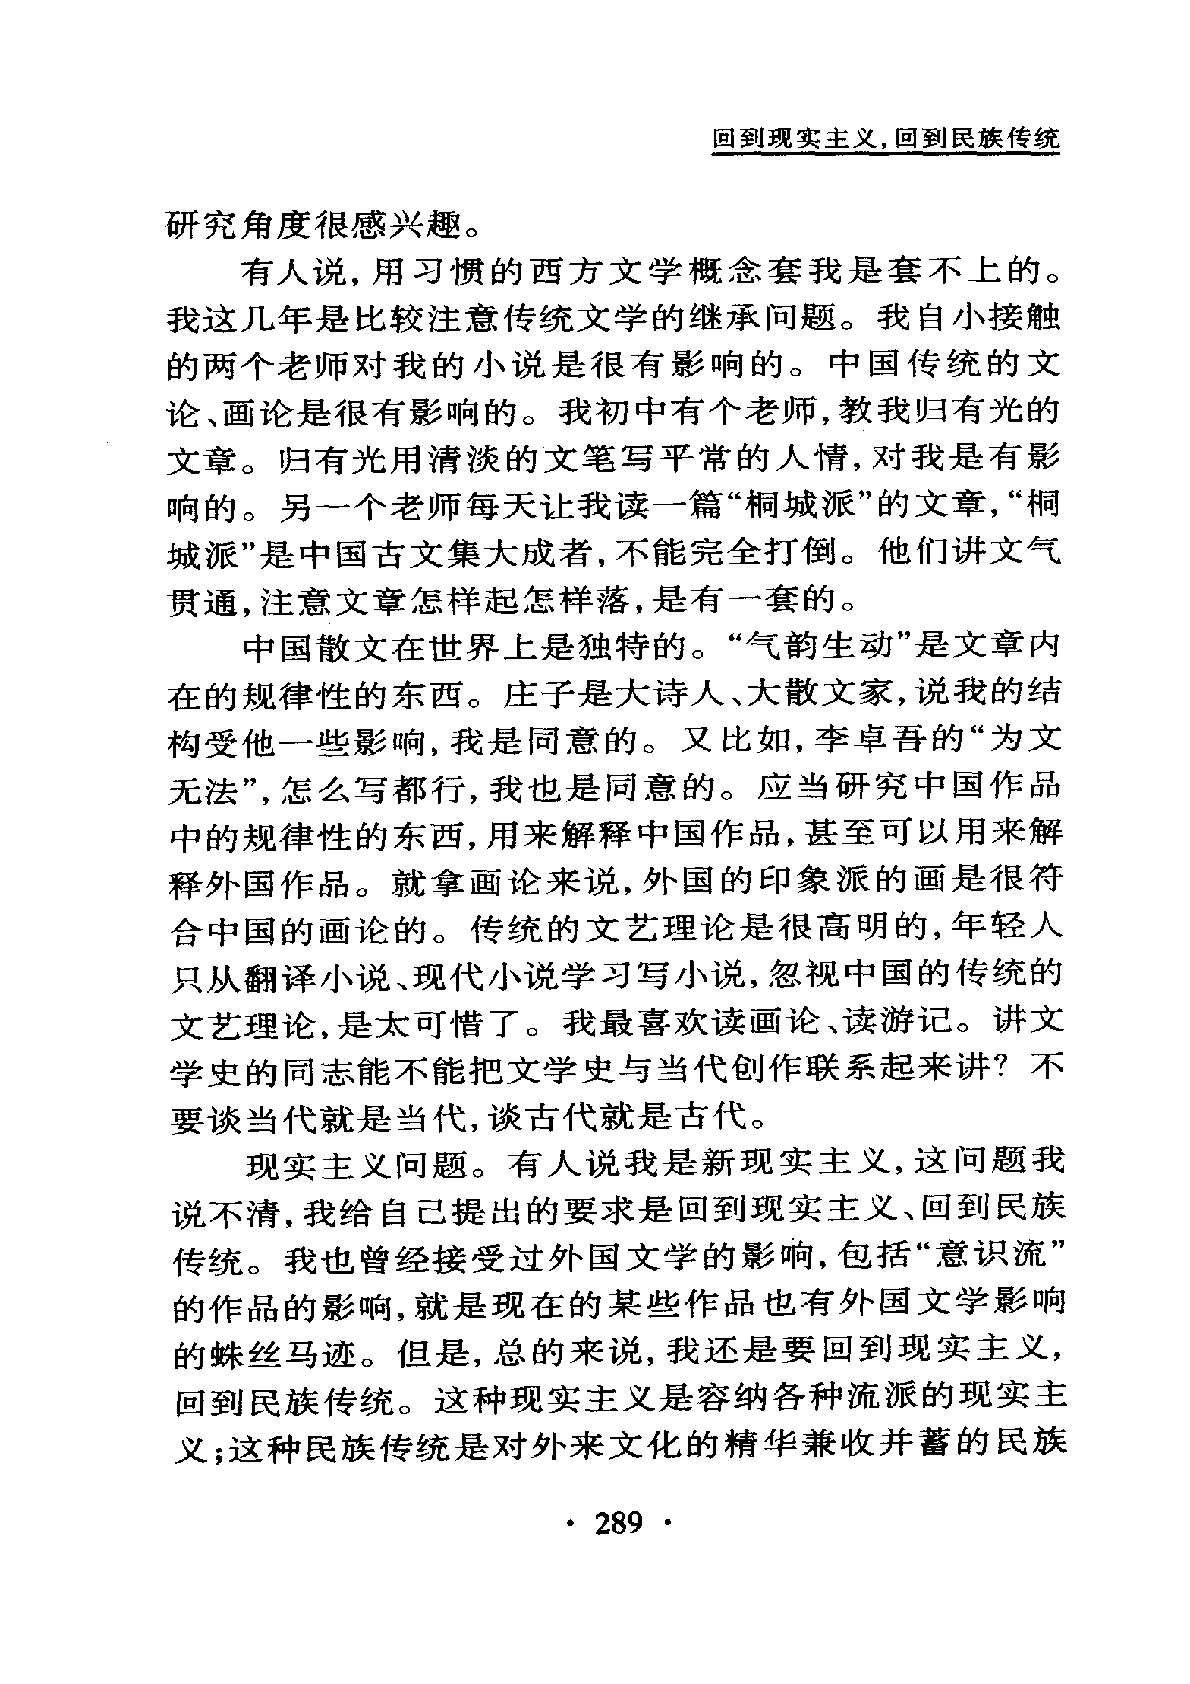 回到现实主义,回到民族传统
研究角度很感兴趣。
有人说,用习惯的西方文学概念套我是套不上的。
我这几年是比较注意传统文学的继承问题。我自小接触
的两个老师对我的小说是很有影响的。中国传统的文
论、画论是很有影响的。我初中有个老师,教我归有光的
文章。归有光用清淡的文笔写平常的人情,对我是有影
响的。另一个老师每天让我读一篇“桐城派”的文章,“桐
城派”是中国古文集大成者,不能完全打倒。他们讲文气
贯通,注意文章怎样起怎样落,是有一套的。
中国散文在世界上是独特的。“气韵生动”是文章内
在的规律性的东西。庄子是大诗人、大散文家,说我的结
构受他一些影响,我是同意的。又比如,李卓吾的“为文
无法”,怎么写都行,我也是同意的。应当研究中国作品
中的规律性的东西,用来解释中国作品,甚至可以用来解
释外国作品。就拿画论来说,外国的印象派的画是很符
合中国的画论的。传统的文艺理论是很高明的,年轻人
只从翻译小说、现代小说学习写小说,忽视中国的传统的
文艺理论,是太可惜了。我最喜欢读画论、读游记。讲文
学史的同志能不能把文学史与当代创作联系起来讲?不
要谈当代就是当代,谈古代就是古代。
现实主义问题。有人说我是新现实主义,这问题我
说不清,我给自己提出的要求是回到现实主义、回到民族
传统。我也曾经接受过外国文学的影响,包括“意识流”
的作品的影响,就是现在的某些作品也有外国文学影响
的蛛丝马迹。但是,总的来说,我还是要回到现实主义,
回到民族传统。这种现实主义是容纳各种流派的现实主
义;这种民族传统是对外来文化的精华兼收并蓄的民族
· 289 ·